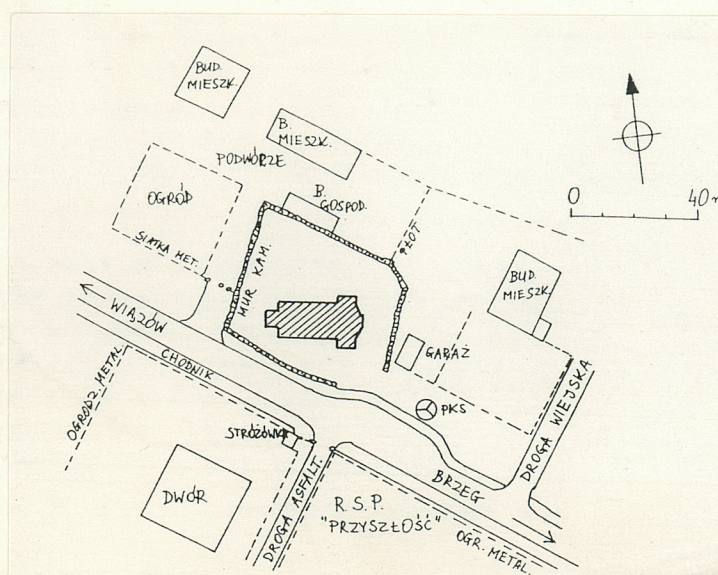 BUD.
MIESZK.
B.
MIESZK.
PODWÓRZE
OGRÓD
B.
GOSPOD.
0 40 m
SIATKA MET.
MUR KAM.
PŁOT
BUD.
MIESZK.
WIĄZÓW
CHODNIK
GARAŻ
PKS
DROGA WIEJSKA
OGRODZ. METAL.
STRÓŻÓWKA
DWÓR
DROGA ASFALT.
R.S.P.
"PRZYSZŁOŚĆ"
BRZEG
OGR. METAL.